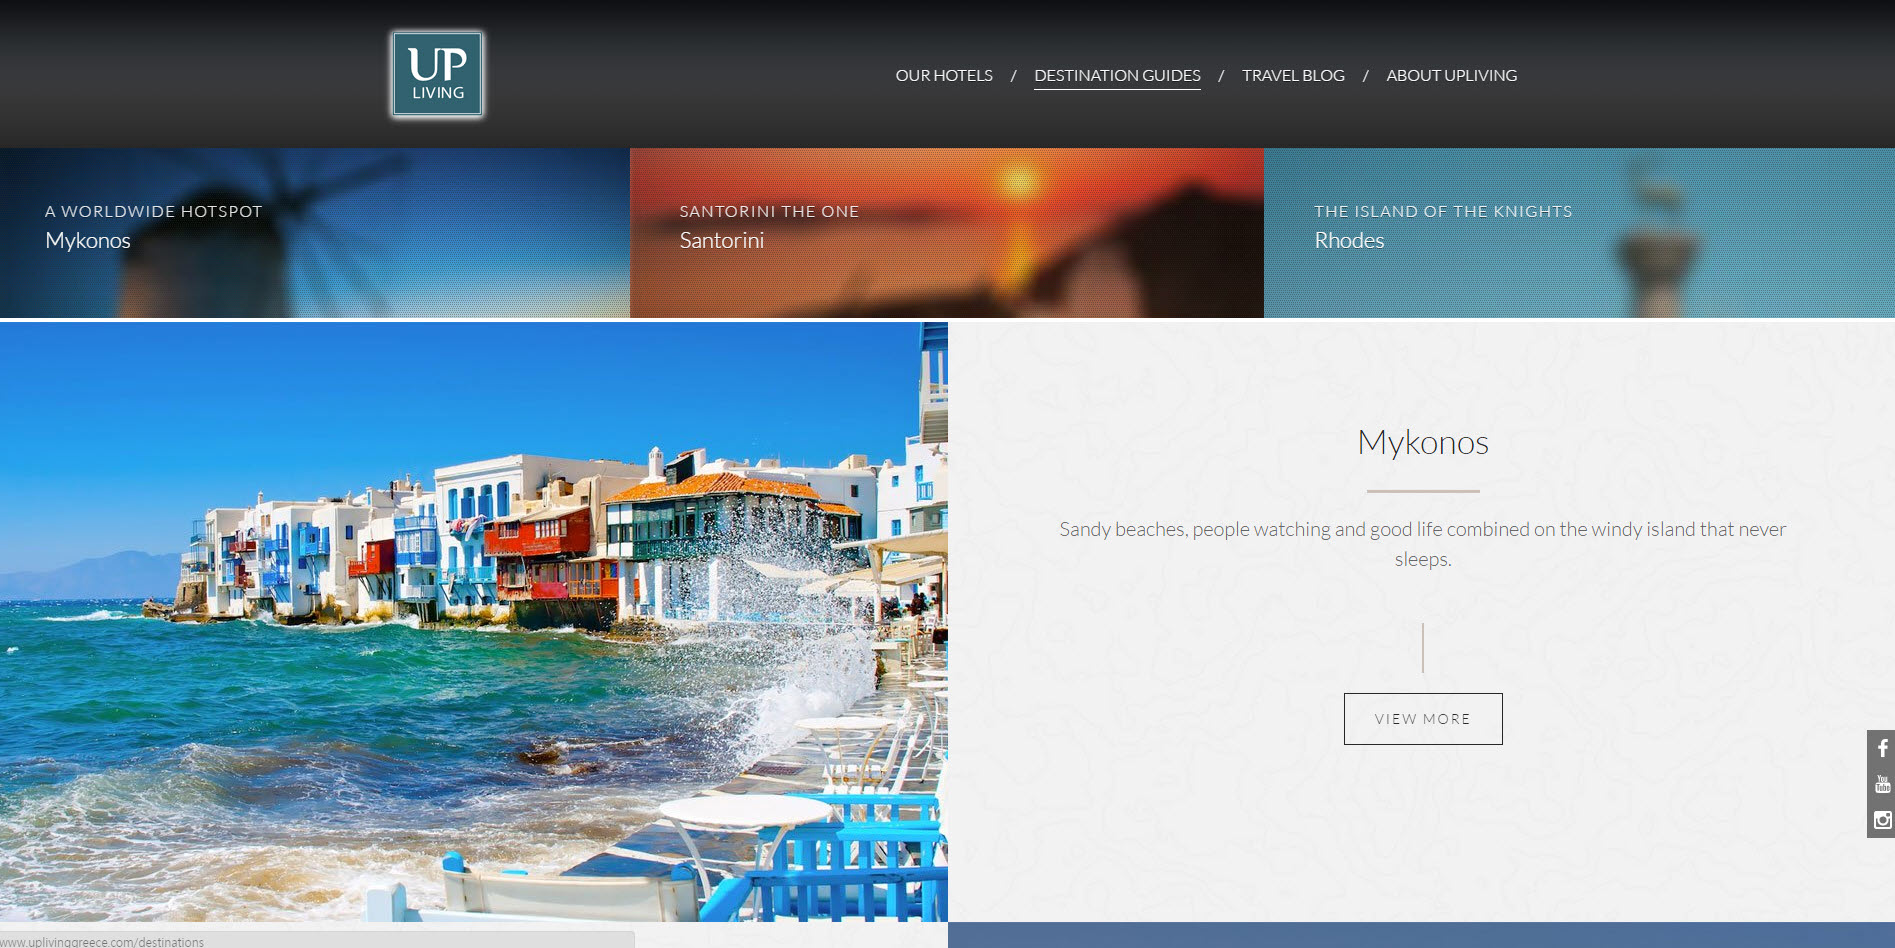 UP
LIVING
OUR HOTELS / DESTINATION GUIDES / TRAVEL BLOG / ABOUT UPLIVING
A WORLDWIDE HOTSPOT
Mykonos
SANTORINI THE ONE
Santorini
THE ISLAND OF THE KNIGHTS
Rhodes
Mykonos
Sandy beaches, people watching and good life combined on the windy island that never
sleeps.
VIEW MORE
You
Tube
www.uplivinggreece.com/destinations